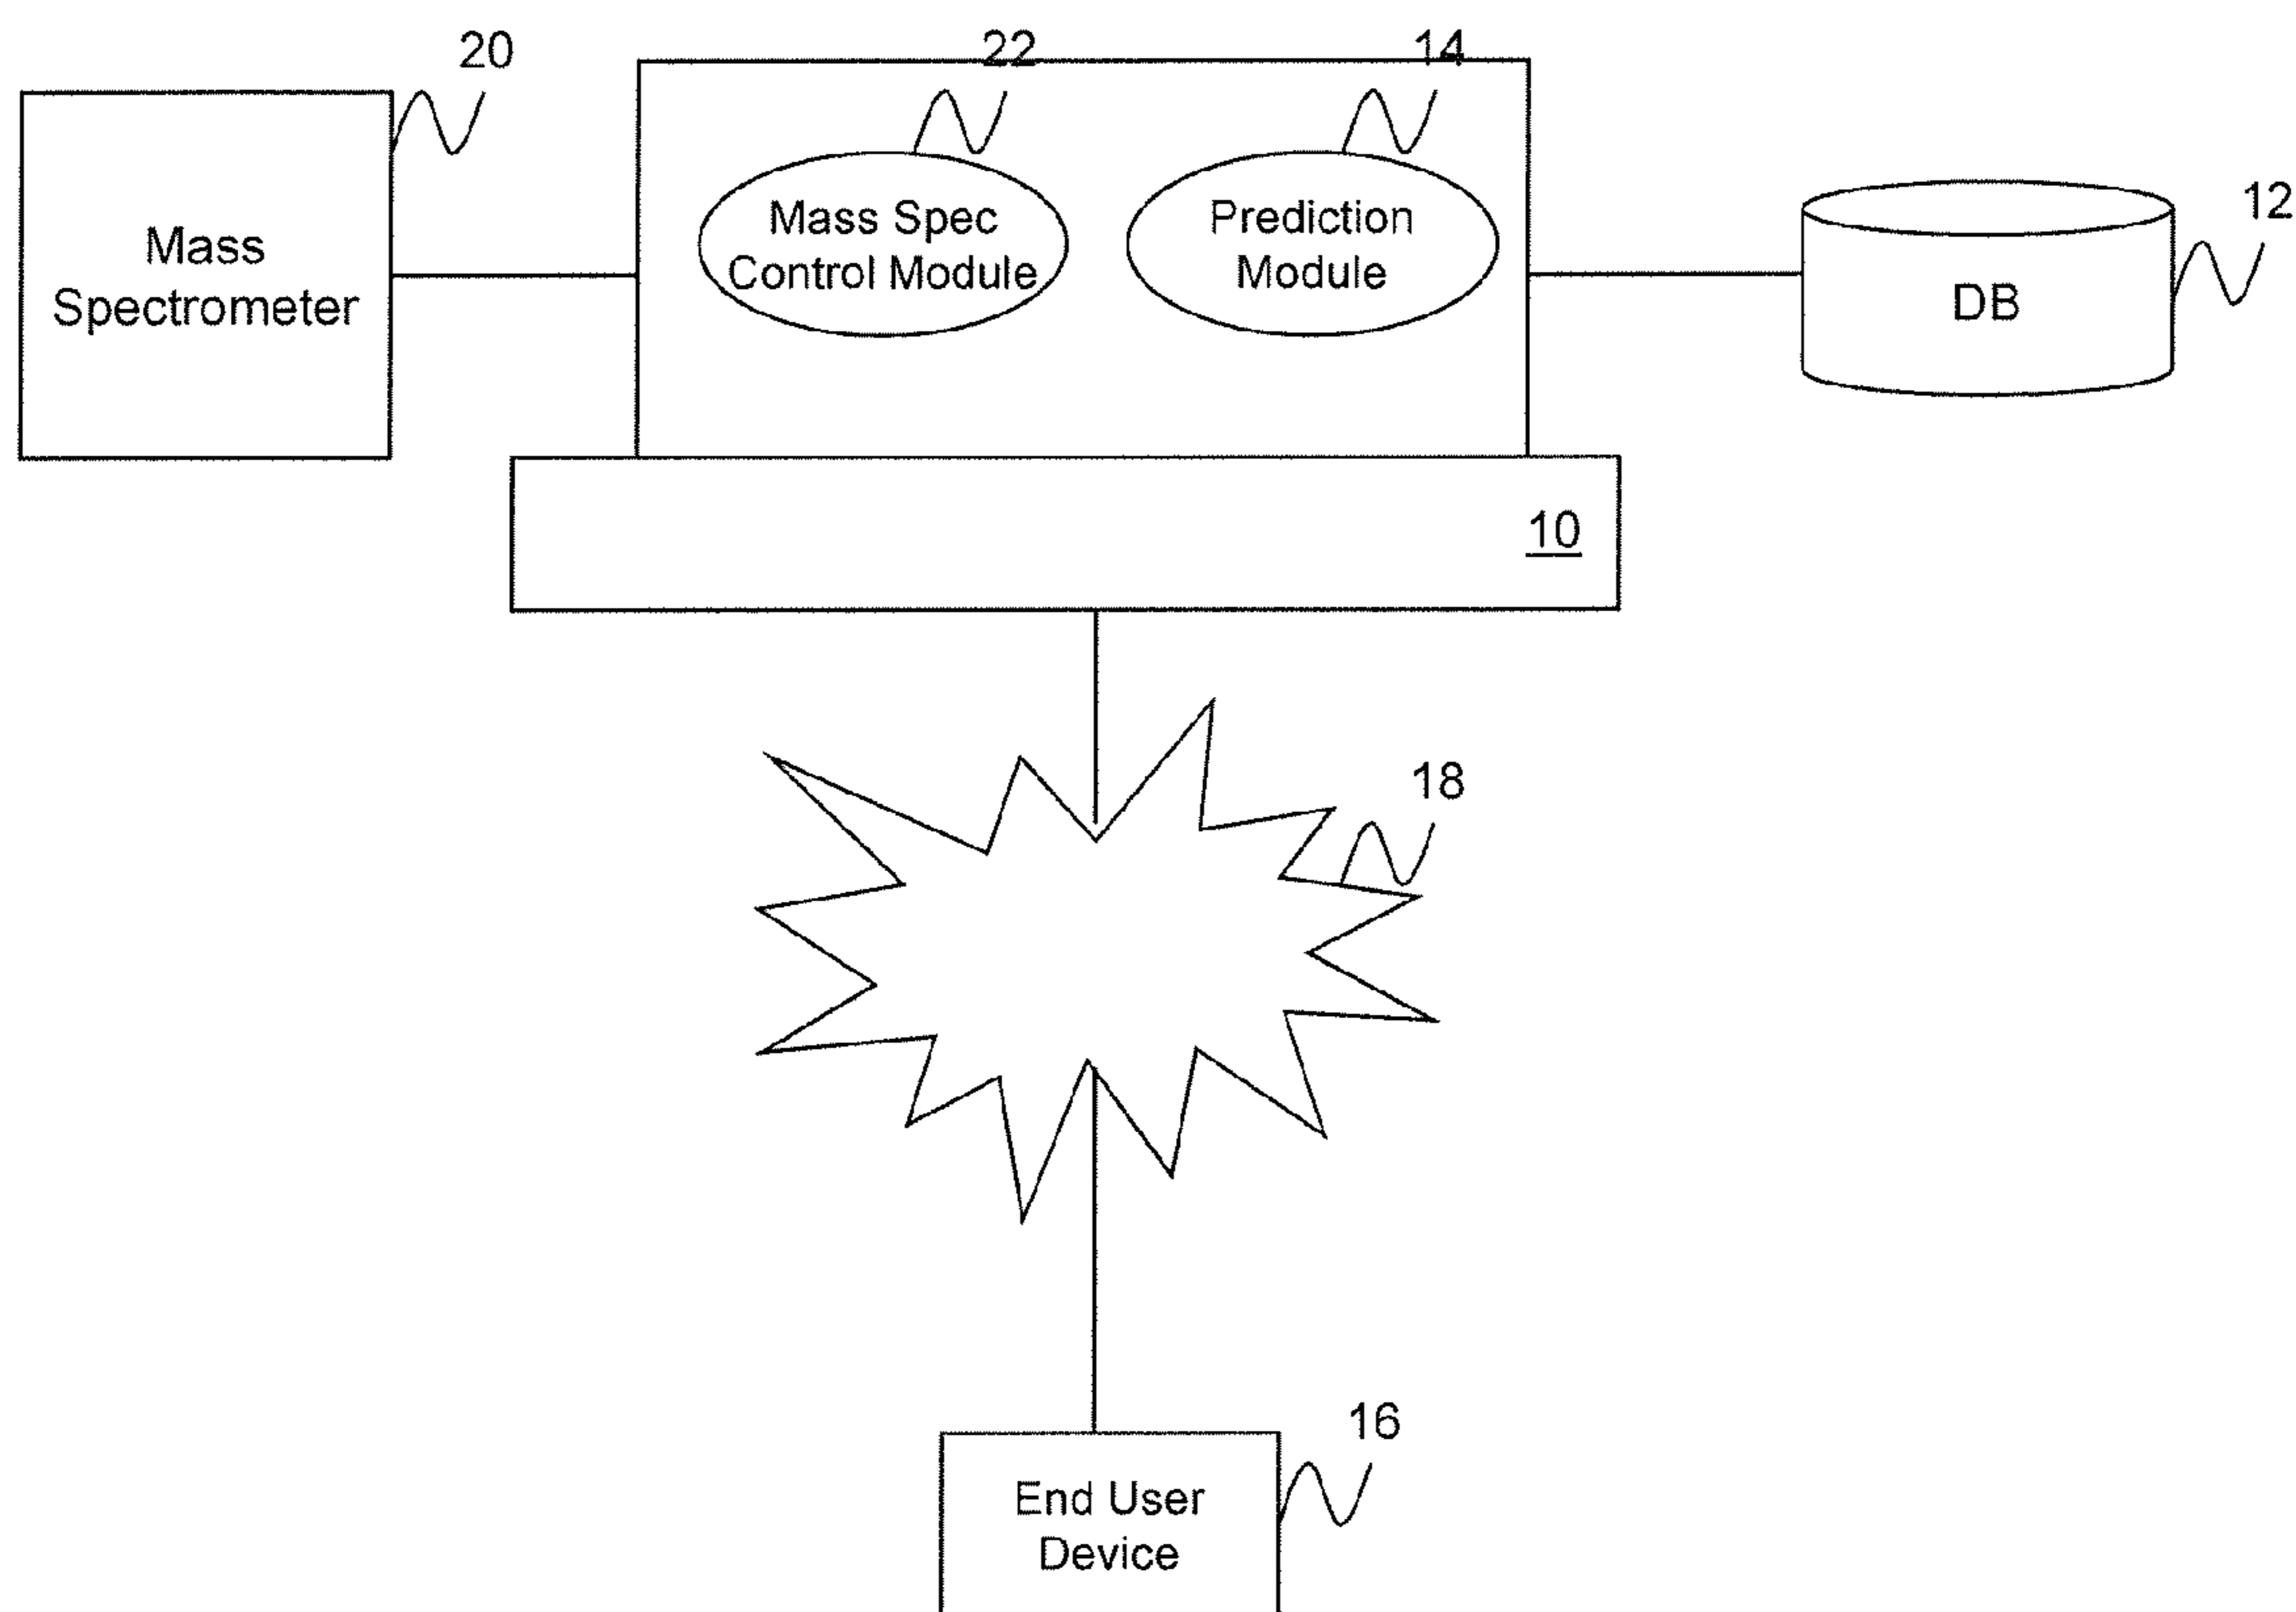 20
22
14
12
Mass
Spectrometer
Mass Spec
Control Module
Prediction
Module
DB
10
18
16
End User
Device